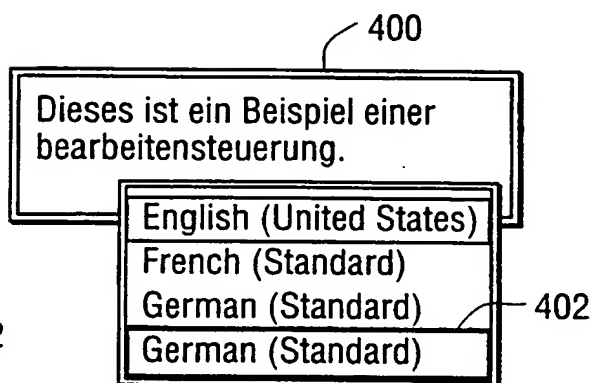 400
Dieses ist ein Beispiel einer
bearbeitensteuerung.
English (United States)
French (Standard)
German (Standard)
402
German (Standard)